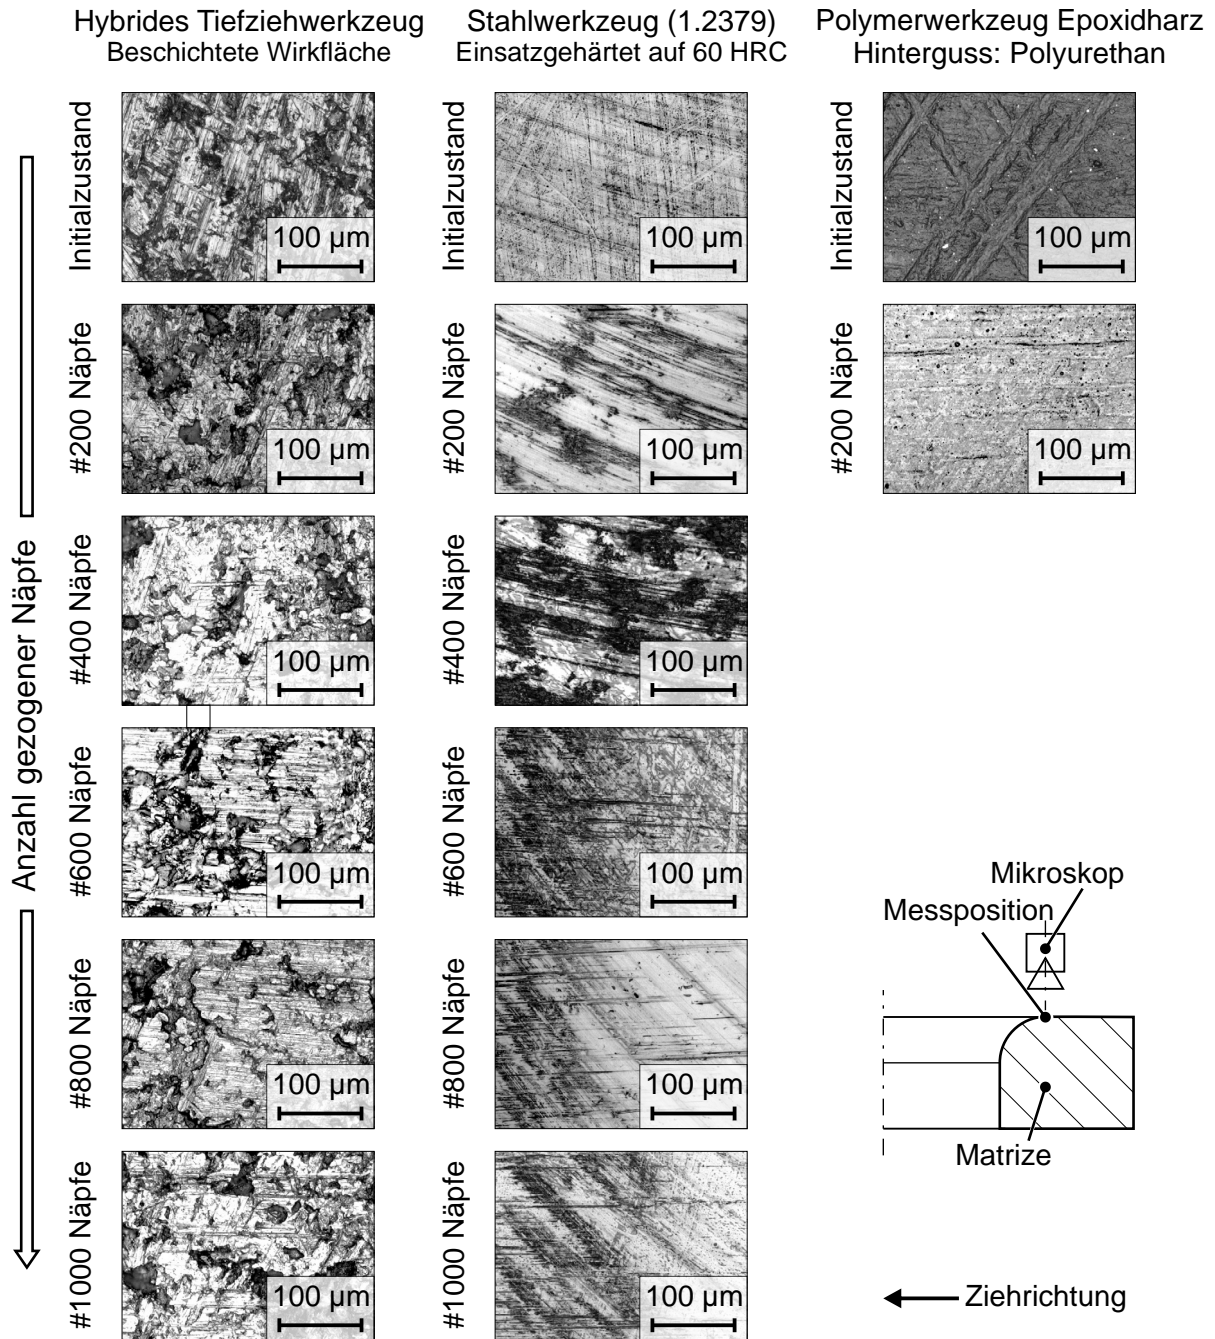 Hybrides Tiefziehwerkzeug
Beschichtete Wirkfläche
Stahlwerkzeug (1.2379)
Einsatzgehärtet auf 60 HRC
Polymerwerkzeug Epoxidharz
Hinterguss: Polyurethan
Anzahl gezogener Näpfe
Initialzustand
100 µm
Initialzustand
100 µm
Initialzustand
100 µm
#200 Näpfe
100 µm
#200 Näpfe
100 µm
#200 Näpfe
100 µm
#400 Näpfe
100 µm
#400 Näpfe
100 µm
#600 Näpfe
100 µm
#600 Näpfe
100 µm
#800 Näpfe
100 µm
#800 Näpfe
100 µm
#1000 Näpfe
100 µm
#1000 Näpfe
100 µm
Mikroskop
Messposition
Matrize
Ziehrichtung